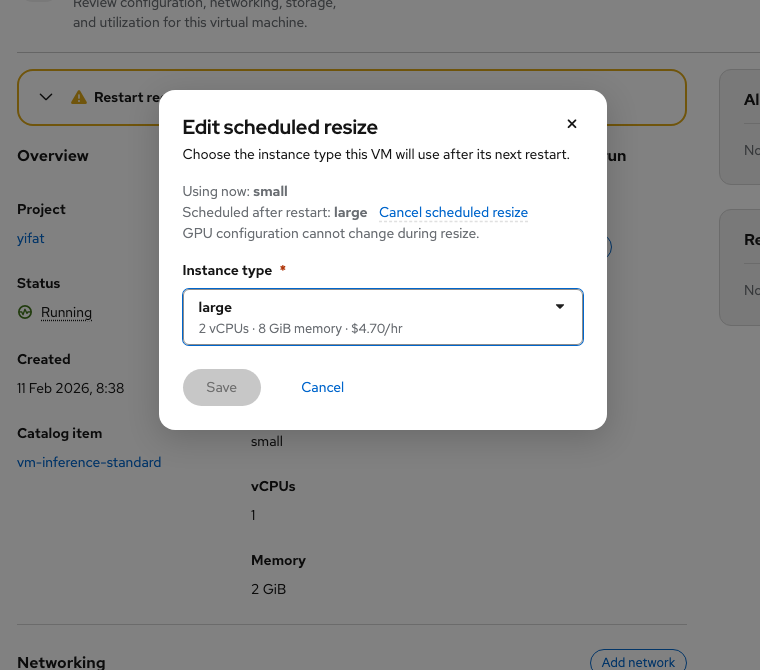 Review configuration, networking, storage,
and utilization for this virtual machine.
Restart re
Edit scheduled resize
Choose the instance type this VM will use after its next restart.
Using now: small
Scheduled after restart: large Cancel scheduled resize
GPU configuration cannot change during resize.
Instance type *
large
2 vCPUs · 8 GiB memory · $4.70/hr
Save Cancel
Overview
Project
yifat
Status
Running
Created
11 Feb 2026, 8:38
Catalog item
vm-inference-standard
small
vCPUs
1
Memory
2 GiB
un
Al
No
Re
No
Networking
Add network